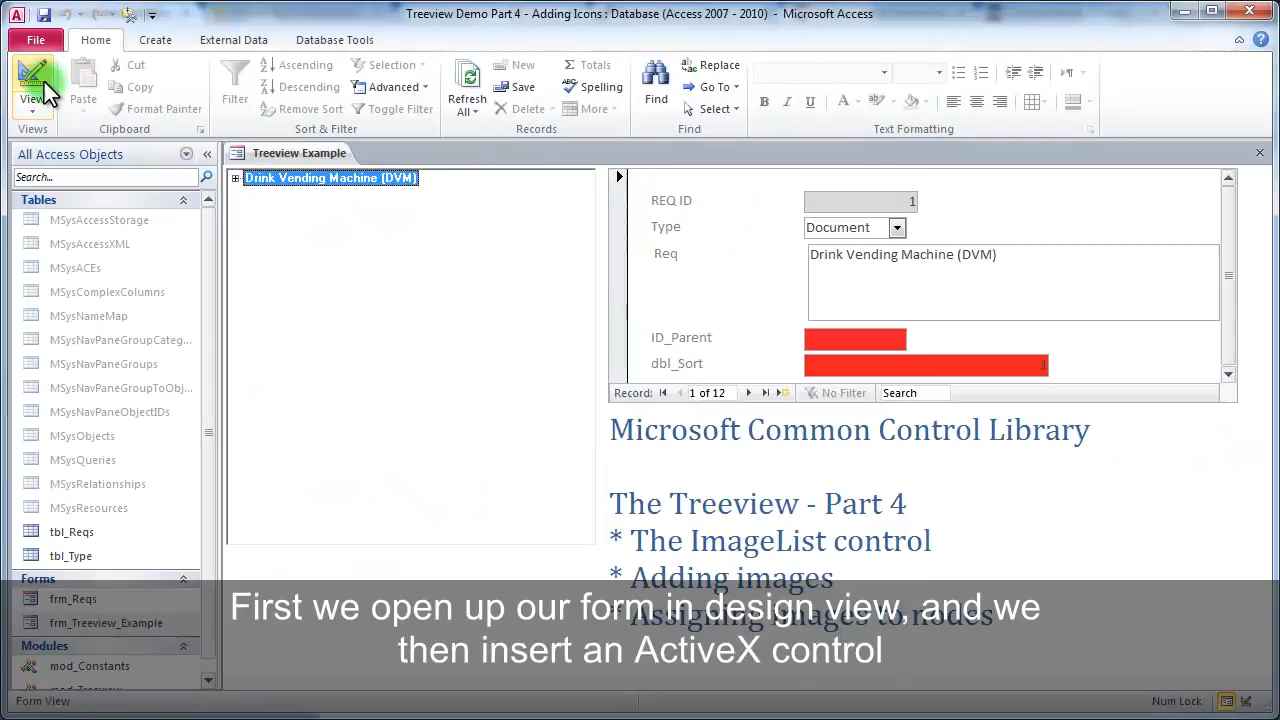 Treeview Demo Part 4 - Adding Icons : Database (Access 2007 - 2010) - Microsoft Access
File Home Create External Data Database Tools
View
Views
Paste
Cut
Copy
Format Painter
Clipboard
Filter
Ascending
Descending
Remove Sort
Selection
Advanced
Toggle Filter
Sort & Filter
Refresh All
New
Save
Delete
Totals
Spelling
More
Records
Find
Replace
Go To
Select
Find
B I U A
Text Formatting
All Access Objects
Search...
Tables
MSysAccessStorage
MSysAccessXML
MSysACEs
MSysComplexColumns
MSysNameMap
MSysNavPaneGroupCateg...
MSysNavPaneGroups
MSysNavPaneGroupToObj...
MSysNavPaneObjectIDs
MSysObjects
MSysQueries
MSysRelationships
MSysResources
tbl_Reqs
tbl_Type
Forms
frm_Reqs
frm_Treeview_Example
Modules
mod_Constants
mod_Treeview
Treeview Example
Drink Vending Machine (DVM)
REQ ID 1
Type Document
Req Drink Vending Machine (DVM)
ID_Parent
dbl_Sort 1
Record: 1 of 12 No Filter Search
Microsoft Common Control Library
The Treeview - Part 4
* The ImageList control
* Adding images
* Assigning images to nodes
First we open up our form in design view, and we
then insert an ActiveX control
Form View
Num Lock